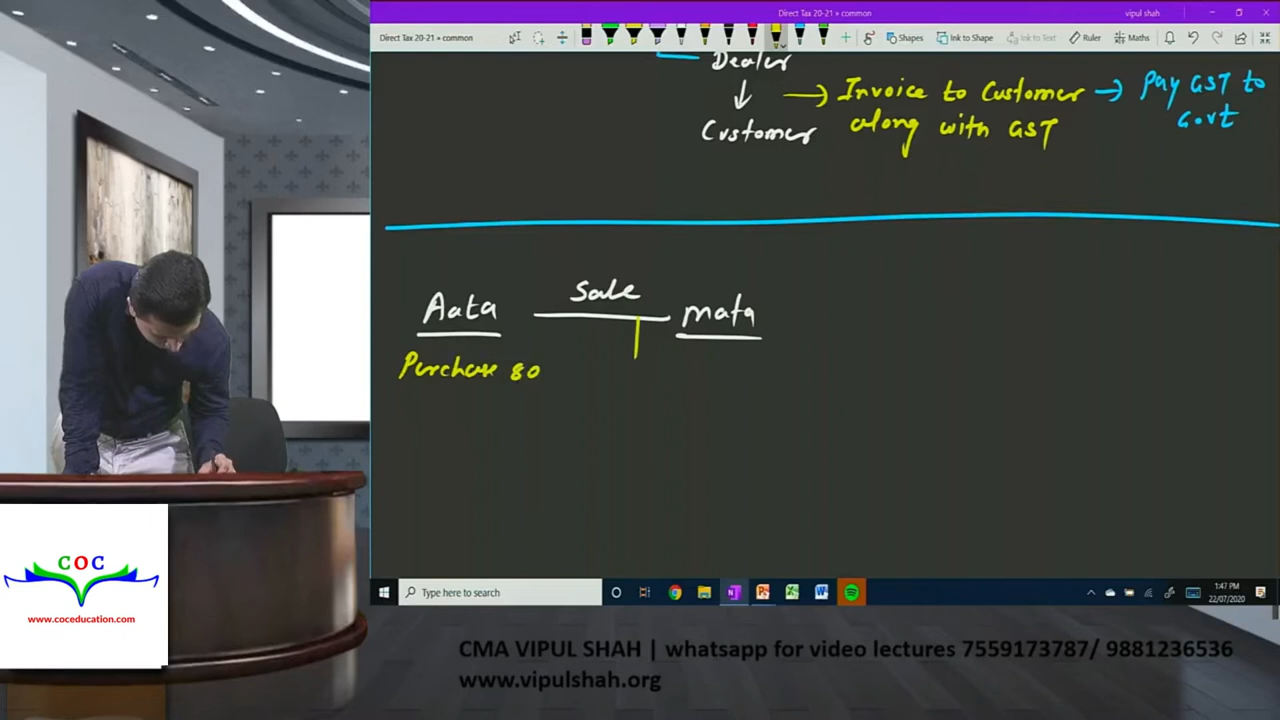 Direct Tax 20-21 » common
vipul shah
Direct Tax 20-21 » common
Shapes
Ink to Shape
Ink to Text
Ruler
Maths
Dealer
↓
Customer
→ Invoice to Customer
along with GST
→ Pay GST to
Govt
Aata
Sale
mata
Purchase 80
Type here to search
1:47 PM
22/07/2020
COC
www.coceducation.com
CMA VIPUL SHAH | whatsapp for video lectures 7559173787/ 9881236536
www.vipulshah.org